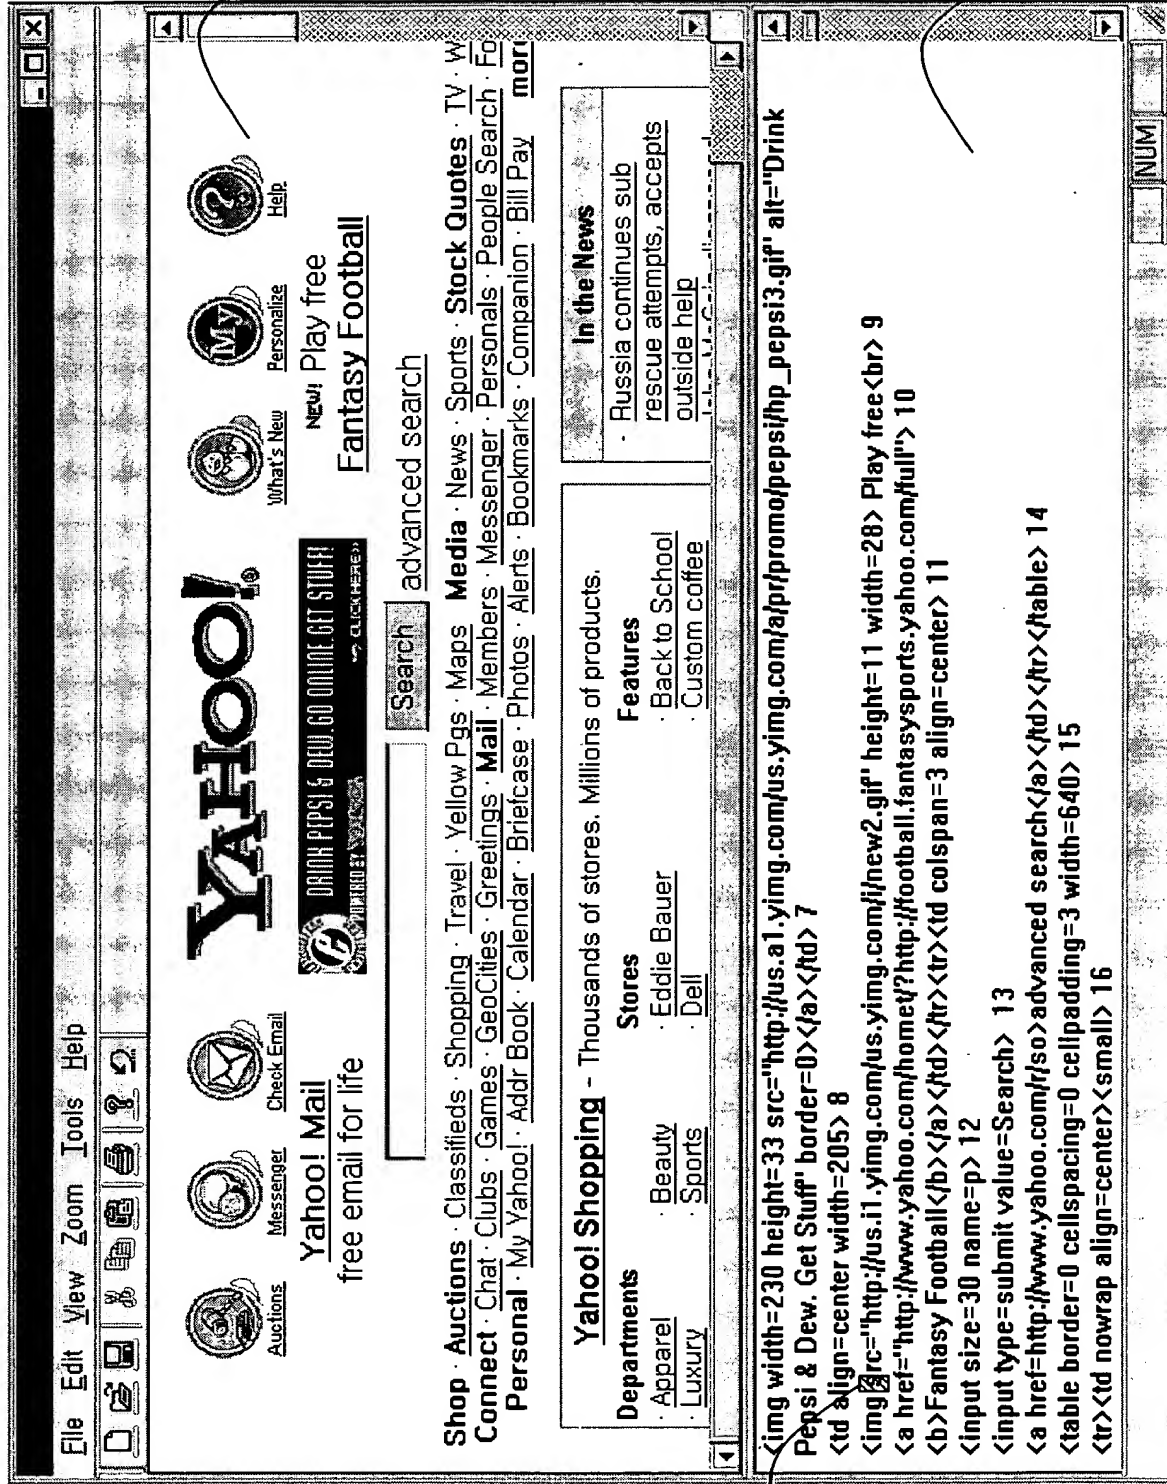 File Edit View Zoom Tools Help
Auctions Messenger Check Email YAHOO! What's New My Personalize ? Help
Yahoo! Mail
free email for life
DRINK PEPSI & DEW. GO ONLINE. GET STUFF!
POWERED BY YAHOO! CLICK HERE>>
NEW! Play free
Fantasy Football
Search advanced search
Shop · Auctions · Classifieds · Shopping · Travel · Yellow Pgs · Maps Media · News · Sports · Stock Quotes · TV · W
Connect · Chat · Clubs · Games · GeoCities · Greetings · Mail · Members · Messenger · Personals · People Search · Fo
Personal · My Yahoo! · Addr Book · Calendar · Briefcase · Photos · Alerts · Bookmarks · Companion · Bill Pay more
Yahoo! Shopping - Thousands of stores. Millions of products.
Departments Stores Features
· Apparel · Beauty · Eddie Bauer · Back to School
· Luxury · Sports · Dell · Custom coffee
In the News
· Russia continues sub
rescue attempts, accepts
outside help
<img width=230 height=33 src="http://us.a1.yimg.com/us.yimg.com/a/pr/promo/pepsi/hp_pepsi3.gif" alt="Drink
Pepsi & Dew. Get Stuff" border=0></a></td> 7
<td align=center width=205> 8
<img src="http://us.i1.yimg.com/us.yimg.com/i/new2.gif" height=11 width=28> Play free<br> 9
<a href="http://www.yahoo.com/homet/?http://football.fantasysports.yahoo.com/full"> 10
<b>Fantasy Football</b></a></td></tr><tr><td colspan=3 align=center> 11
<input size=30 name=p> 12
<input type=submit value=Search> 13
<a href=http://www.yahoo.com/r/so>advanced search</a></td></tr></table> 14
<table border=0 cellspacing=0 cellpadding=3 width=640> 15
<tr><td nowrap align=center><small> 16
NUM